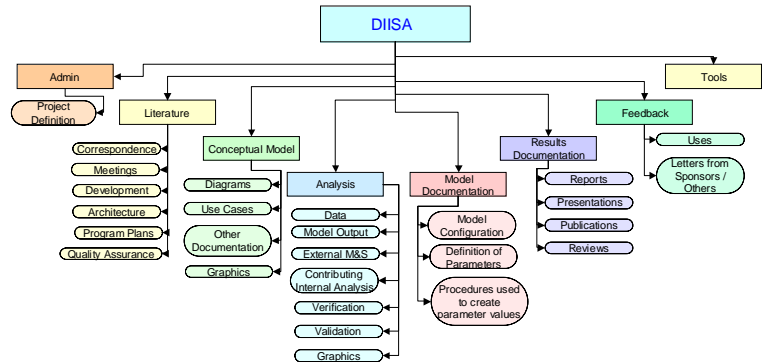 DIISA
Admin
Project
Definition
Literature
Correspondence
Meetings
Development
Architecture
Program Plans
Quality Assurance
Conceptual Model
Diagrams
Use Cases
Other
Documentation
Graphics
Analysis
Data
Model Output
External M&S
Contributing
Internal Analysis
Verification
Validation
Graphics
Model
Documentation
Model
Configuration
Definition of
Parameters
Procedures used
to create
parameter values
Results
Documentation
Reports
Presentations
Publications
Reviews
Feedback
Uses
Letters from
Sponsors /
Others
Tools